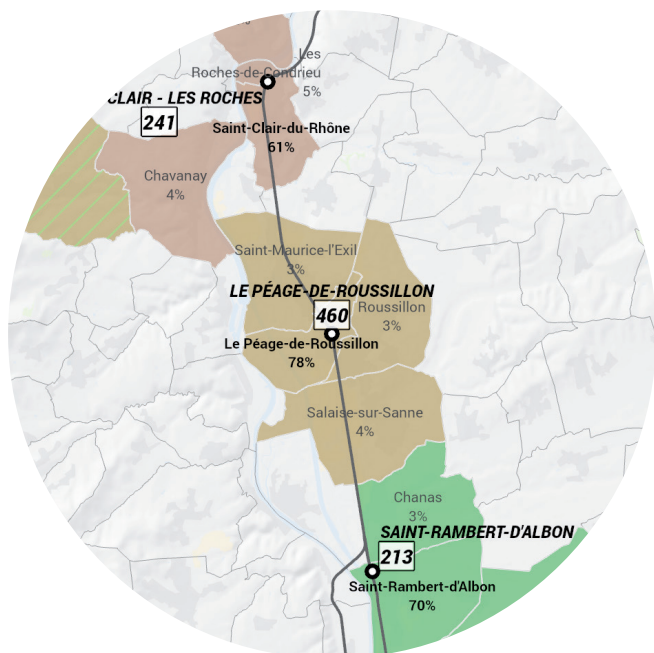 Les
Roches-de-Condrieu
5%
CLAIR - LES ROCHES
241
Saint-Clair-du-Rhône
61%
Chavanay
4%
Saint-Maurice-l'Exil
3%
LE PÉAGE-DE-ROUSSILLON
460
Roussillon
3%
Le Péage-de-Roussillon
78%
Salaise-sur-Sanne
4%
Chanas
3%
SAINT-RAMBERT-D'ALBON
213
Saint-Rambert-d'Albon
70%